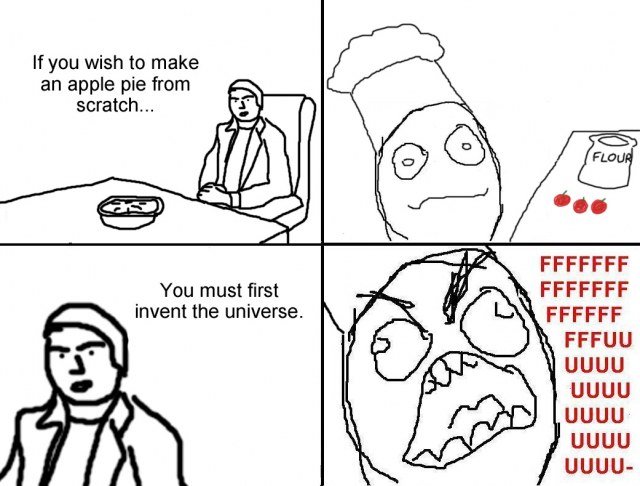 If you wish to make
an apple pie from
scratch...
FLOUR
You must first
invent the universe.
FFFFFFF
FFFFFFF
FFFFFF
FFFUU
UUUU
UUUU
UUUU
UUUU
UUUU-